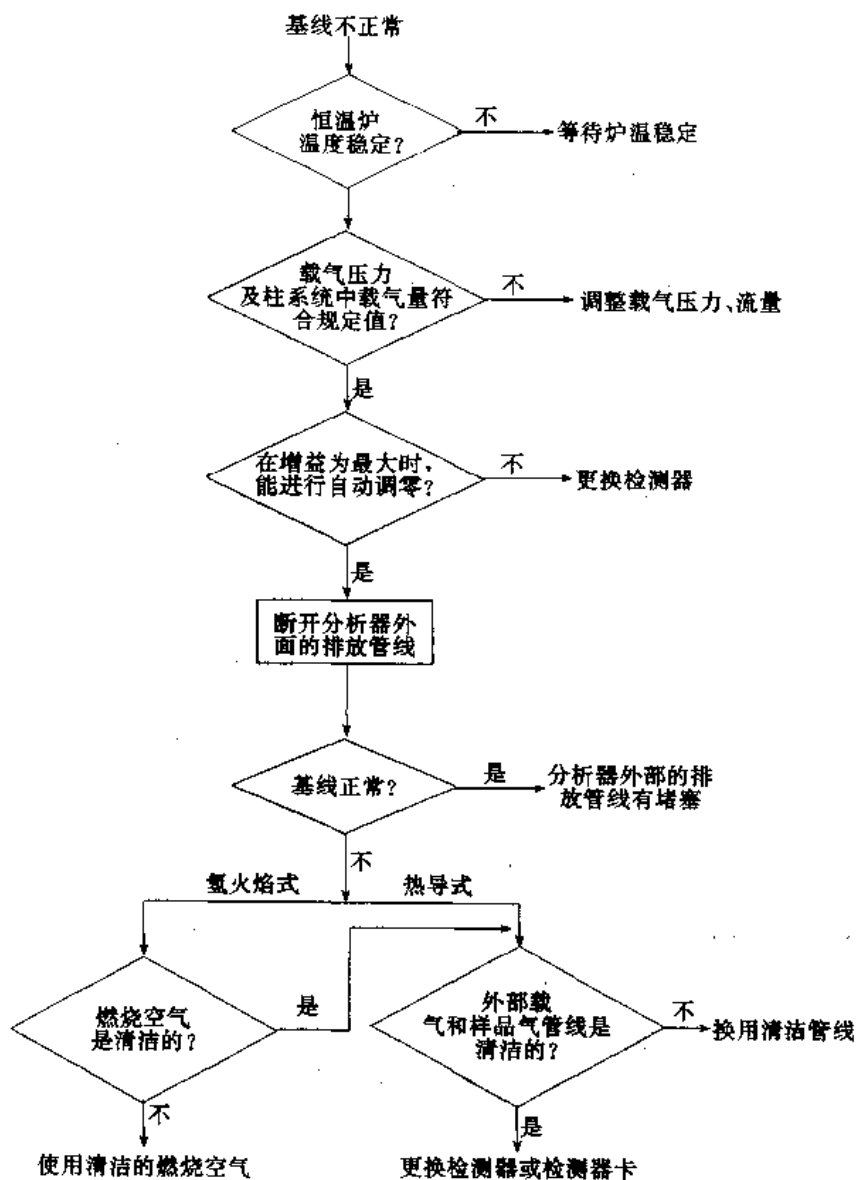 基线不正常
恒温炉
温度稳定?
不
等待炉温稳定
载气压力
及柱系统中载气量符
合规定值?
不
调整载气压力、流量
是
在增益为最大时,
能进行自动调零?
不
更换检测器
是
断开分析器外
面的排放管线
基线正常?
是
分析器外部的排
放管线有堵塞
不
氢火焰式
热导式
燃烧空气
是清洁的?
是
外部载
气和样品气管线是
清洁的?
不
换用清洁管线
不
是
使用清洁的燃烧空气
更换检测器或检测器卡